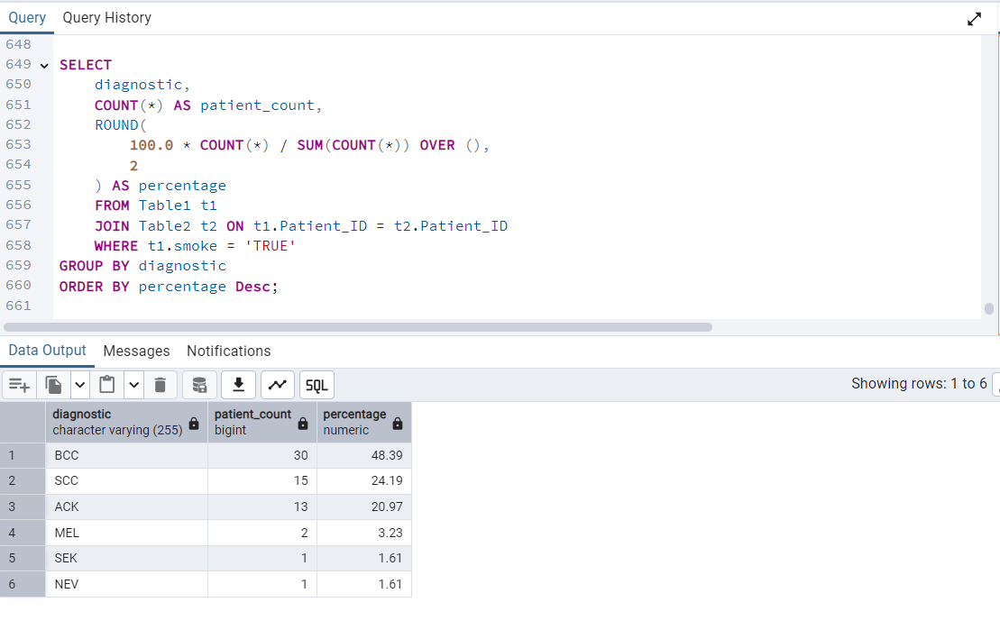 Query Query History
648
649 SELECT
650 diagnostic,
651 COUNT(*) AS patient_count,
652 ROUND(
653 100.0 * COUNT(*) / SUM(COUNT(*)) OVER (),
654 2
655 ) AS percentage
656 FROM Table1 t1
657 JOIN Table2 t2 ON t1.Patient_ID = t2.Patient_ID
658 WHERE t1.smoke = 'TRUE'
659 GROUP BY diagnostic
660 ORDER BY percentage Desc;
661
Data Output Messages Notifications
SQL Showing rows: 1 to 6
diagnostic patient_count percentage
character varying (255) bigint numeric
1 BCC 30 48.39
2 SCC 15 24.19
3 ACK 13 20.97
4 MEL 2 3.23
5 SEK 1 1.61
6 NEV 1 1.61